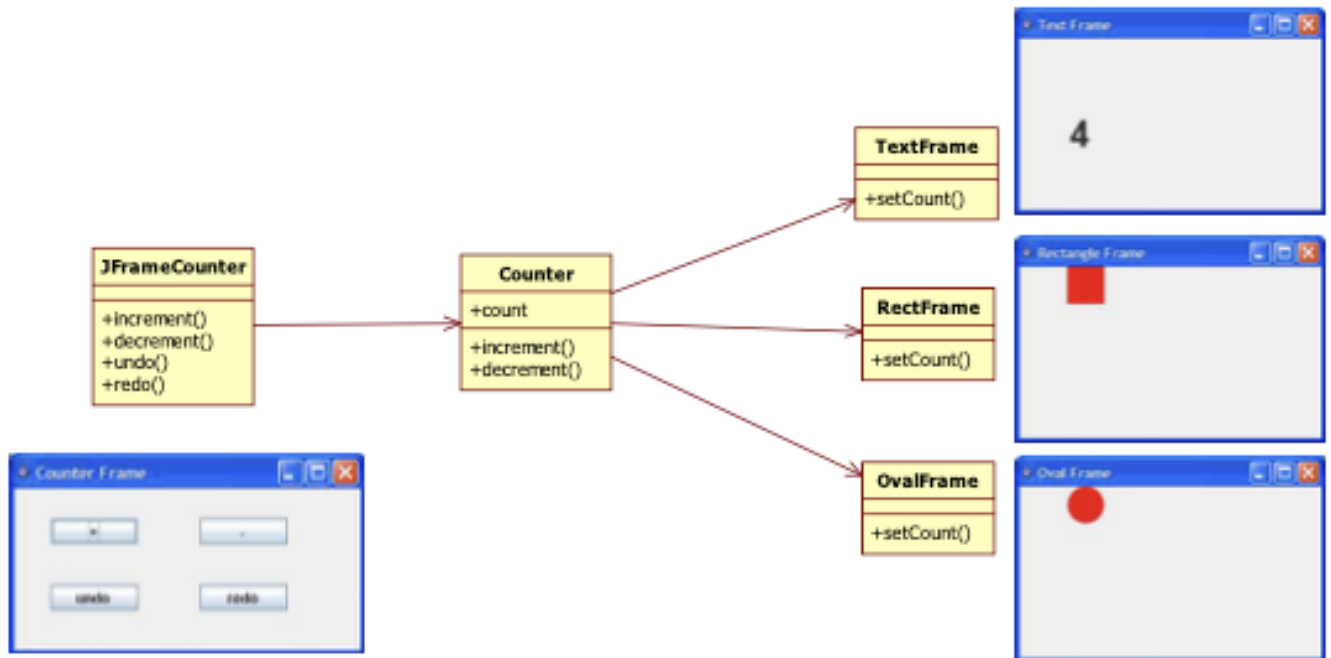 Text Frame
4
TextFrame
+setCount()
JFrameCounter
+increment()
+decrement()
+undo()
+redo()
Counter
+count
+increment()
+decrement()
Rectangle Frame
RectFrame
+setCount()
Counter Frame
-
undo
redo
Oval Frame
OvalFrame
+setCount()